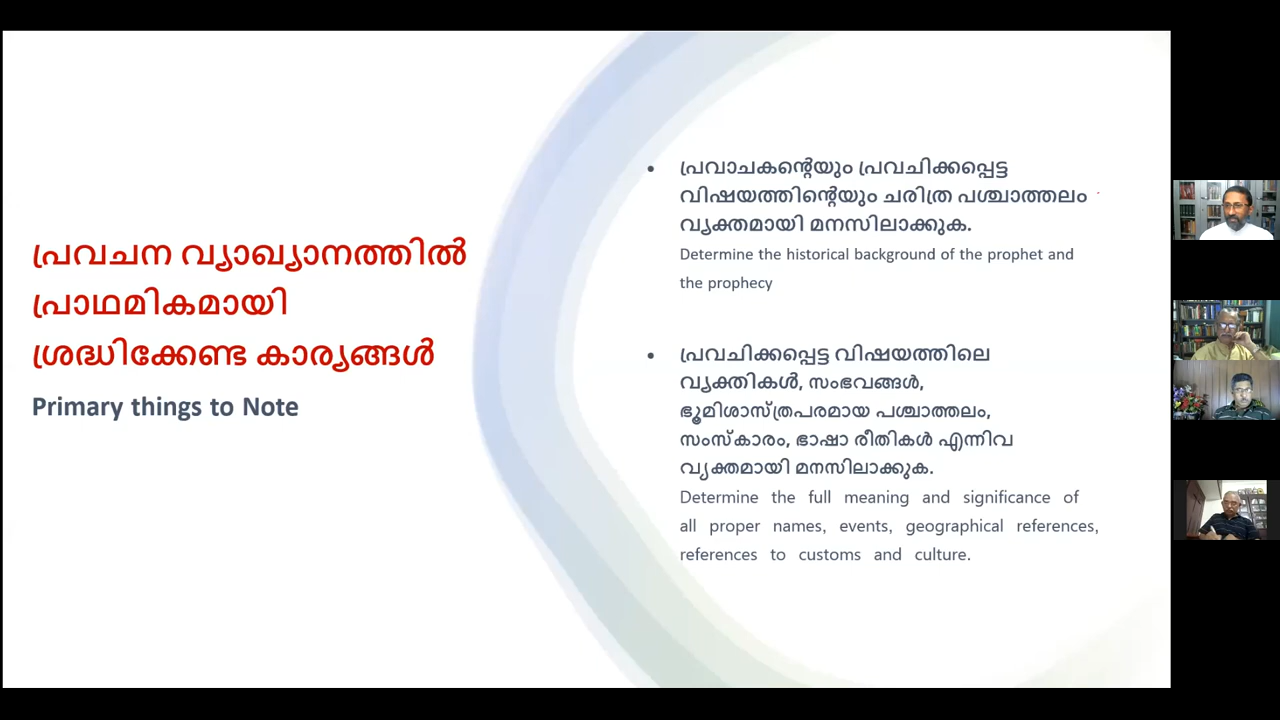 പ്രവചന വ്യാഖ്യാനത്തിൽ
പ്രാഥമികമായി
ശ്രദ്ധിക്കേണ്ട കാര്യങ്ങൾ
Primary things to Note
• പ്രവാചകന്റെയും പ്രവചിക്കപ്പെട്ട
വിഷയത്തിന്റെയും ചരിത്ര പശ്ചാത്തലം
വ്യക്തമായി മനസിലാക്കുക.
Determine the historical background of the prophet and
the prophecy
• പ്രവചിക്കപ്പെട്ട വിഷയത്തിലെ
വ്യക്തികൾ, സംഭവങ്ങൾ,
ഭൂമിശാസ്ത്രപരമായ പശ്ചാത്തലം,
സംസ്കാരം, ഭാഷാ രീതികൾ എന്നിവ
വ്യക്തമായി മനസിലാക്കുക.
Determine the full meaning and significance of
all proper names, events, geographical references,
references to customs and culture.